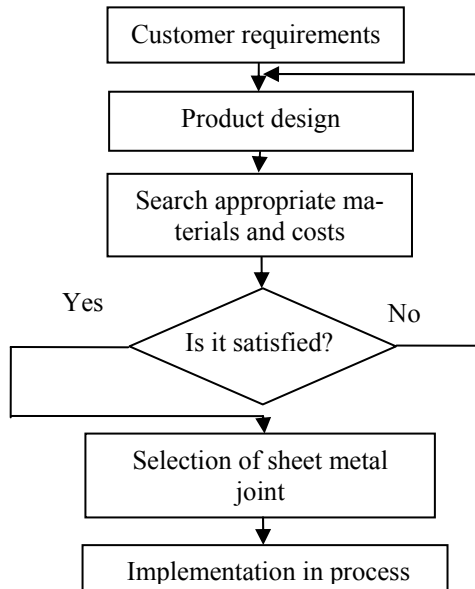 Customer requirements
Product design
Search appropriate ma-
terials and costs
Yes
No
Is it satisfied?
Selection of sheet metal
joint
Implementation in process